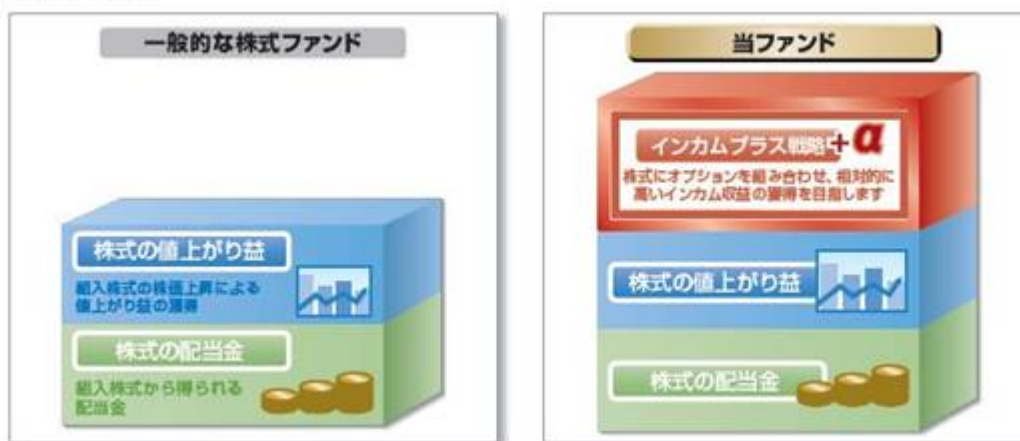 一般的な株式ファンド
株式の値上がり益
組入株式の株価上昇による
値上がり益の獲得
株式の配当金
組入株式から得られる
配当金
当ファンド
インカムプラス戦略+α
株式にオプションを組み合わせ、相対的に
高いインカム収益の獲得を目指します
株式の値上がり益
株式の配当金